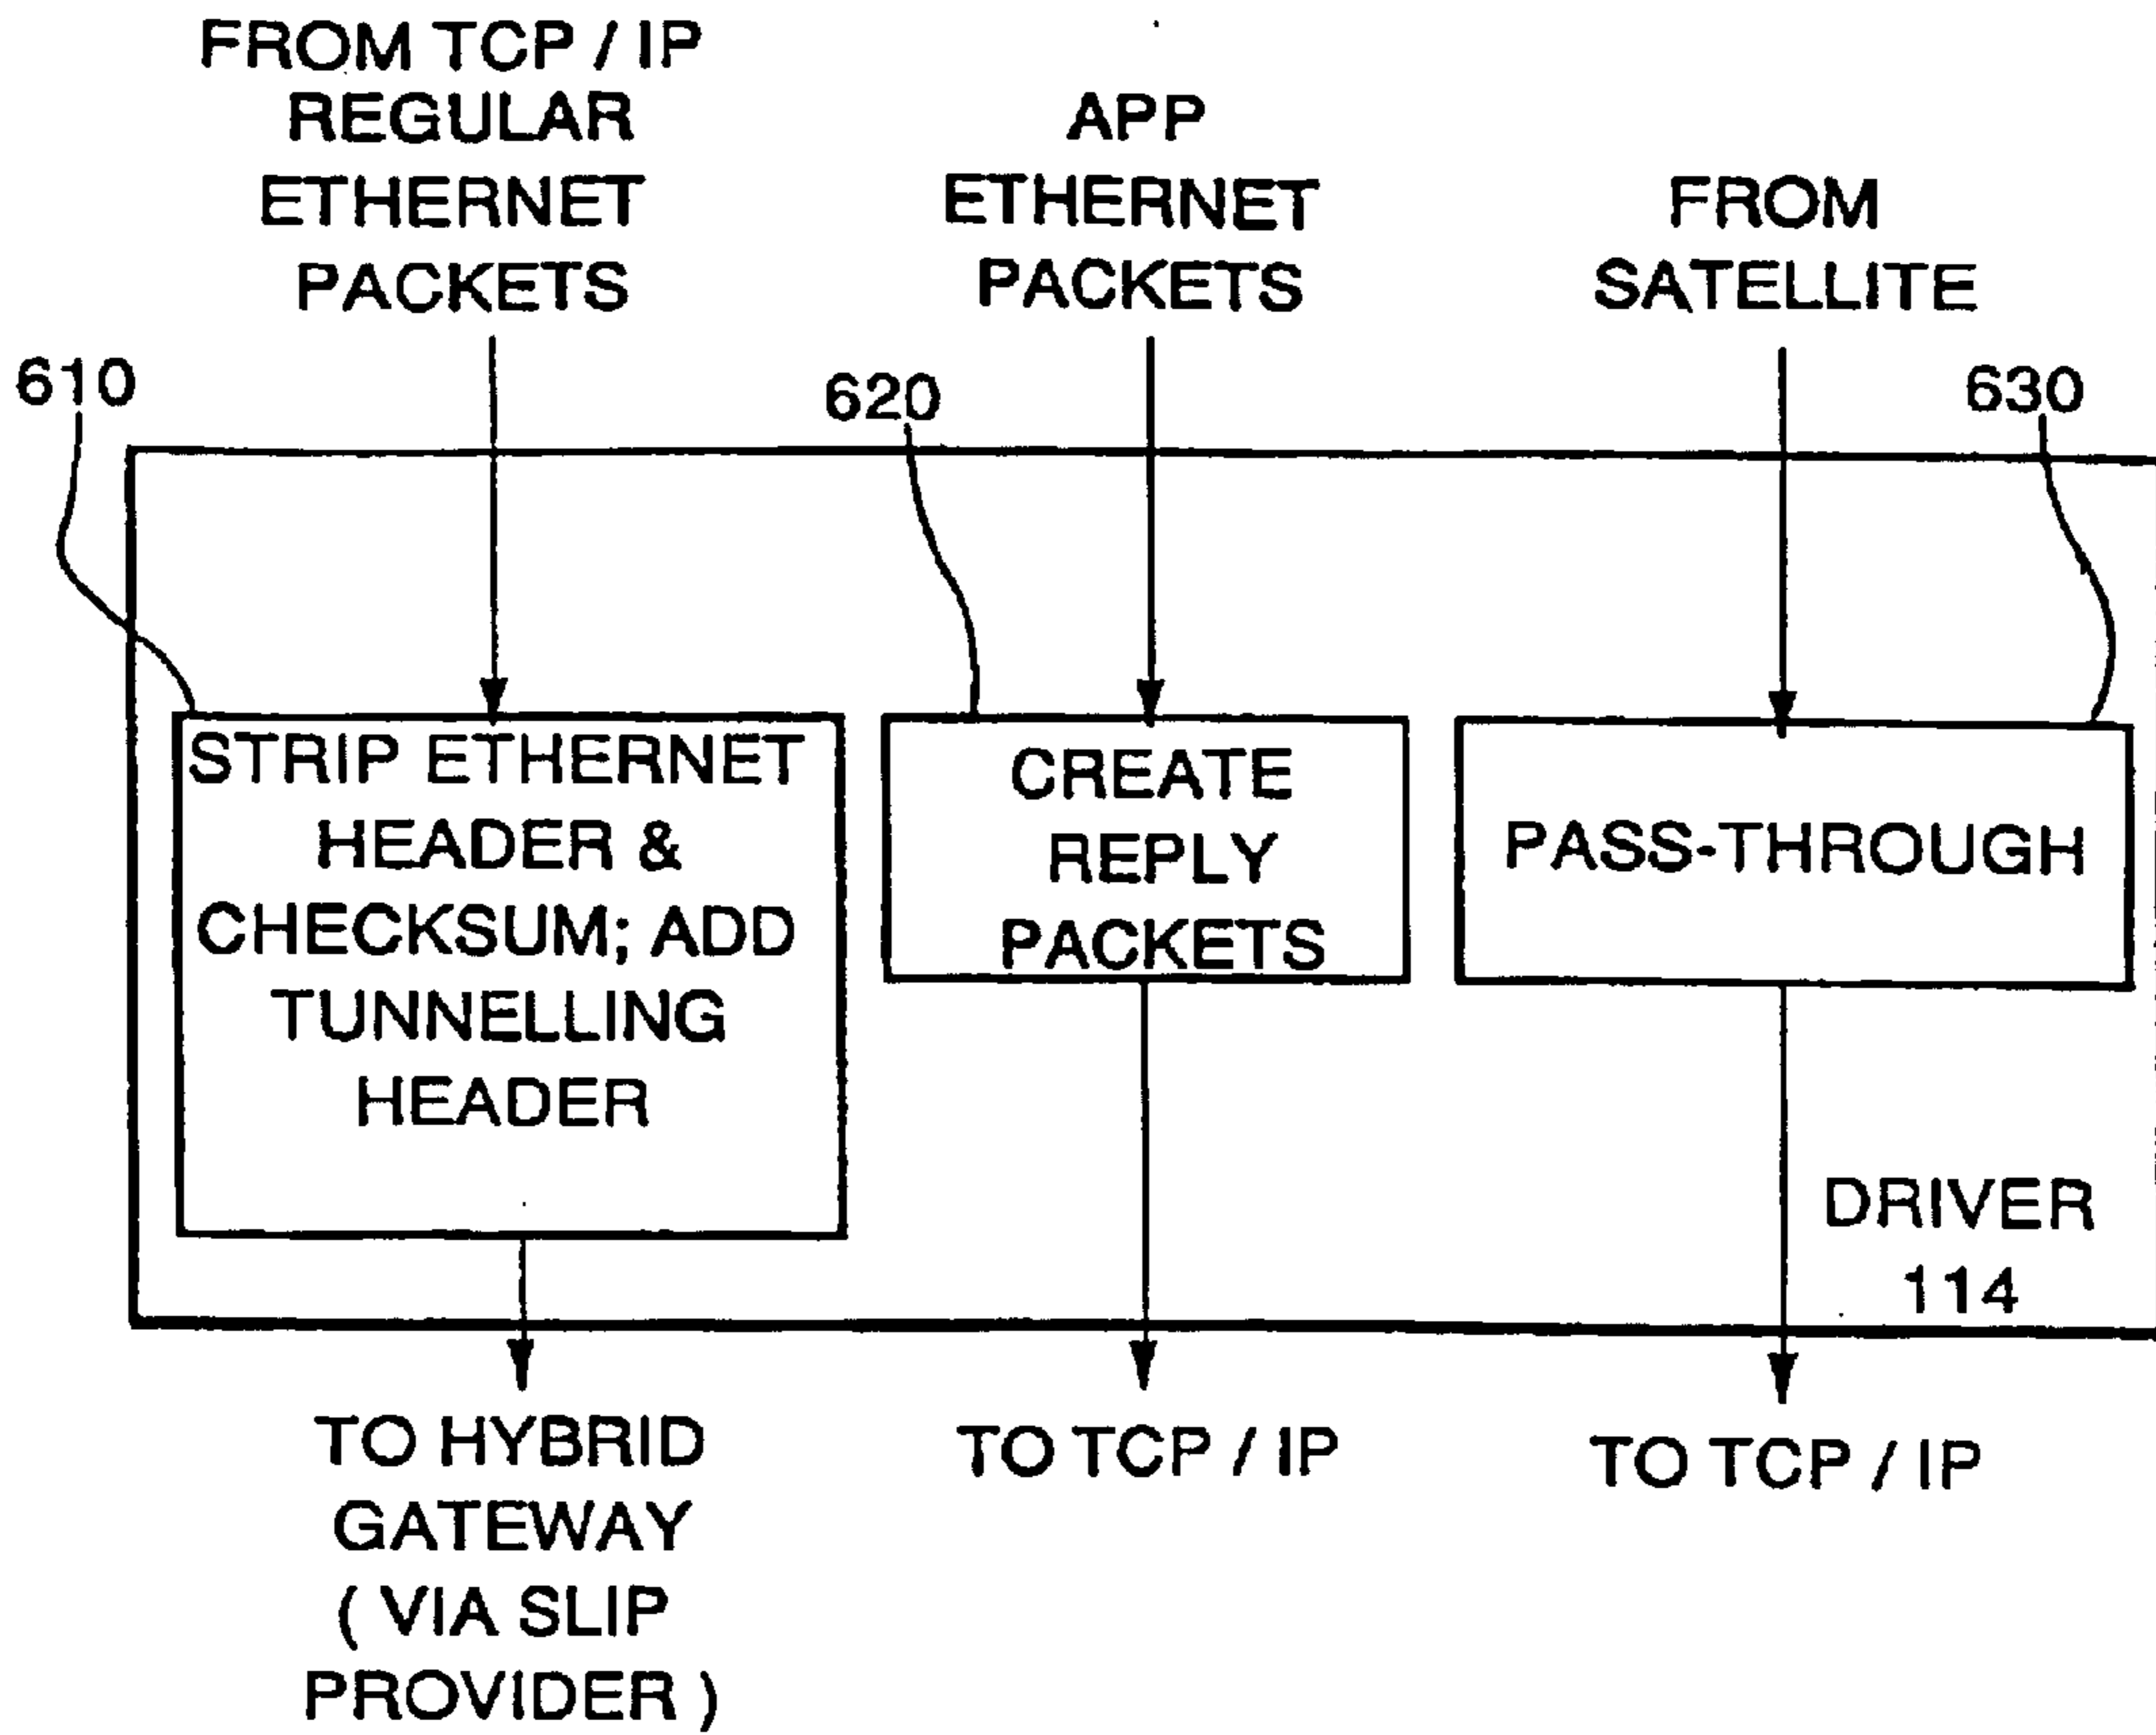 FROM TCP / IP
REGULAR
ETHERNET
PACKETS
APP
ETHERNET
PACKETS
FROM
SATELLITE
610
620
630
STRIP ETHERNET
HEADER &
CHECKSUM; ADD
TUNNELLING
HEADER
CREATE
REPLY
PACKETS
PASS-THROUGH
DRIVER
114
TO HYBRID
GATEWAY
( VIA SLIP
PROVIDER )
TO TCP / IP
TO TCP / IP